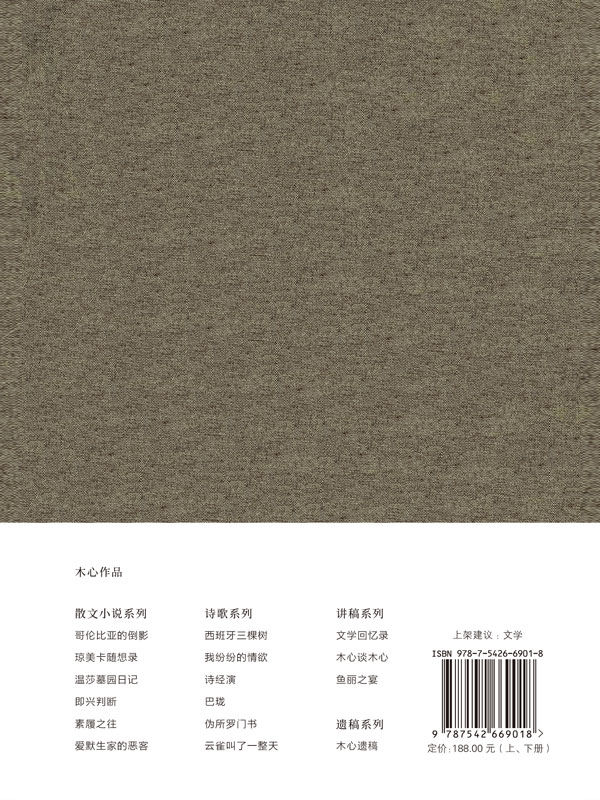 木心作品
散文小说系列
哥伦比亚的倒影
琼美卡随想录
温莎墓园日记
即兴判断
素履之往
爱默生家的恶客
诗歌系列
西班牙三棵树
我纷纷的情欲
诗经演
巴珑
伪所罗门书
云雀叫了一整天
讲稿系列
文学回忆录
木心谈木心
鱼丽之宴
遗稿系列
木心遗稿
上架建议：文学
ISBN 978-7-5426-6901-8
9 787542 669018 >
定价:188.00 元（上、下册）